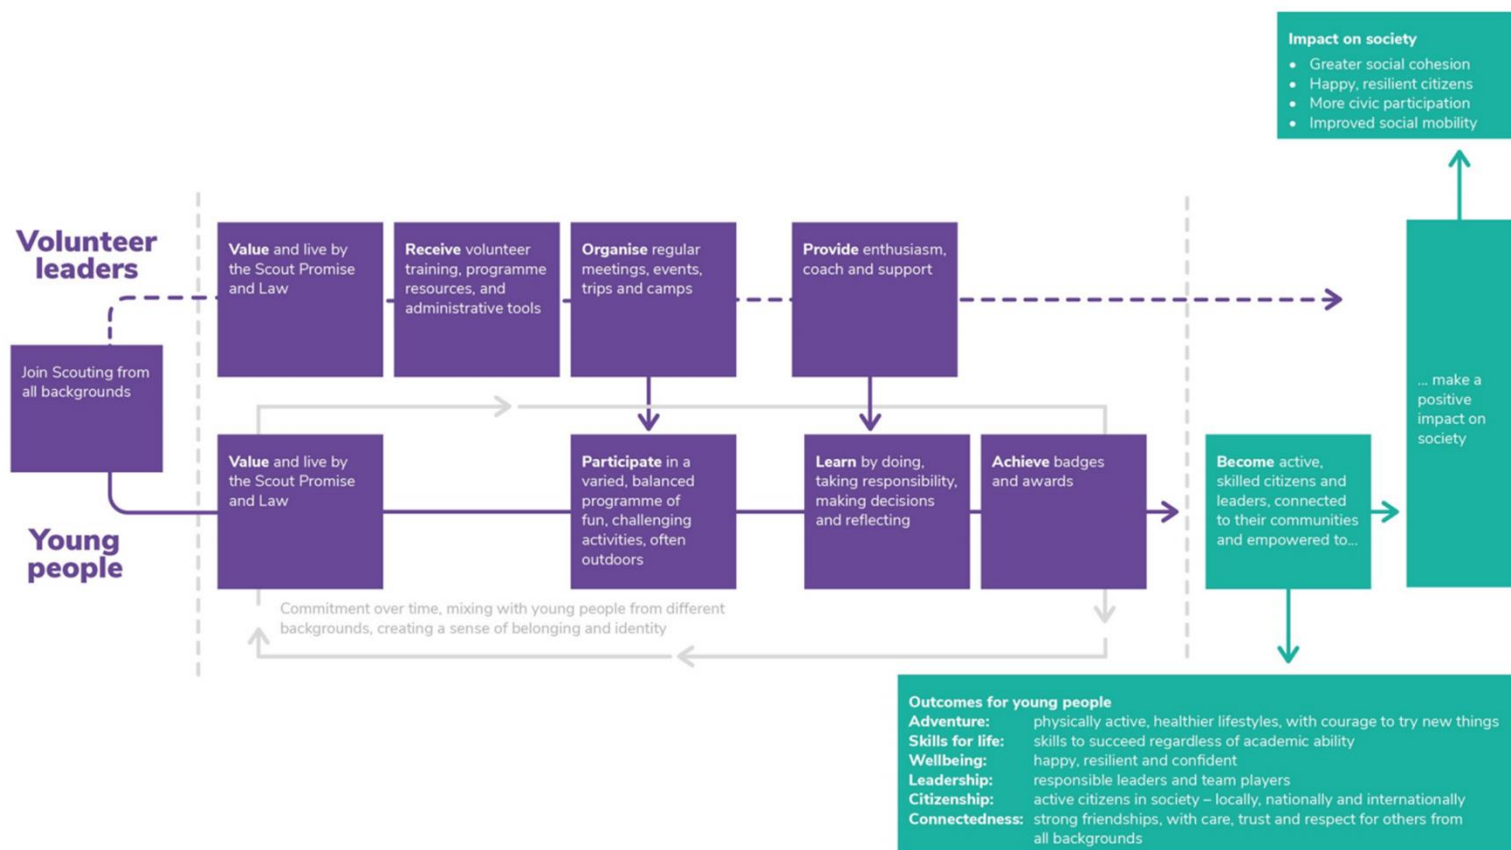 Impact on society
• Greater social cohesion
• Happy, resilient citizens
• More civic participation
• Improved social mobility
Volunteer
leaders
Value and live by
the Scout Promise
and Law
Receive volunteer
training, programme
resources, and
administrative tools
Organise regular
meetings, events,
trips and camps
Provide enthusiasm,
coach and support
Join Scouting from
all backgrounds
... make a
positive
impact on
society
Young
people
Value and live by
the Scout Promise
and Law
Participate in a
varied, balanced
programme of
fun, challenging
activities, often
outdoors
Learn by doing,
taking responsibility,
making decisions
and reflecting
Achieve badges
and awards
Become active,
skilled citizens and
leaders, connected
to their communities
and empowered to...
Commitment over time, mixing with young people from different
backgrounds, creating a sense of belonging and identity
Outcomes for young people
Adventure: physically active, healthier lifestyles, with courage to try new things
Skills for life: skills to succeed regardless of academic ability
Wellbeing: happy, resilient and confident
Leadership: responsible leaders and team players
Citizenship: active citizens in society – locally, nationally and internationally
Connectedness: strong friendships, with care, trust and respect for others from
all backgrounds